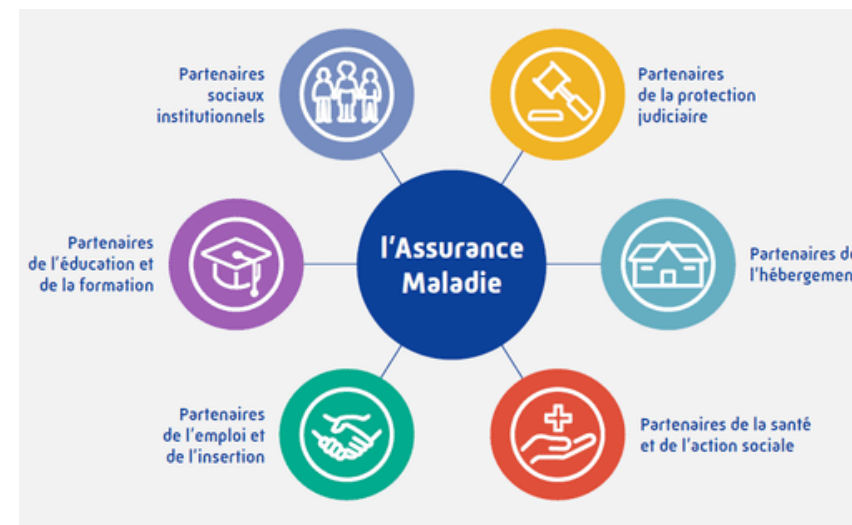 Partenaires
sociaux
institutionnels
Partenaires
de la protection
judiciaire
l'Assurance
Maladie
Partenaires
de l'éducation et
de la formation
Partenaires
l'hébergemen
Partenaires
de l'emploi et
de l'insertion
Partenaires de la santé
et de l'action sociale